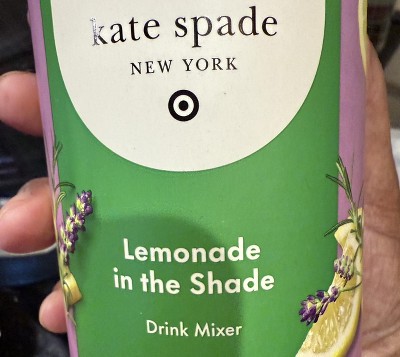 kate spade
NEW YORK
Lemonade
in the Shade
Drink Mixer